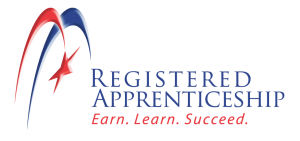 REGISTERED
APPRENTICESHIP
Earn. Learn. Succeed.